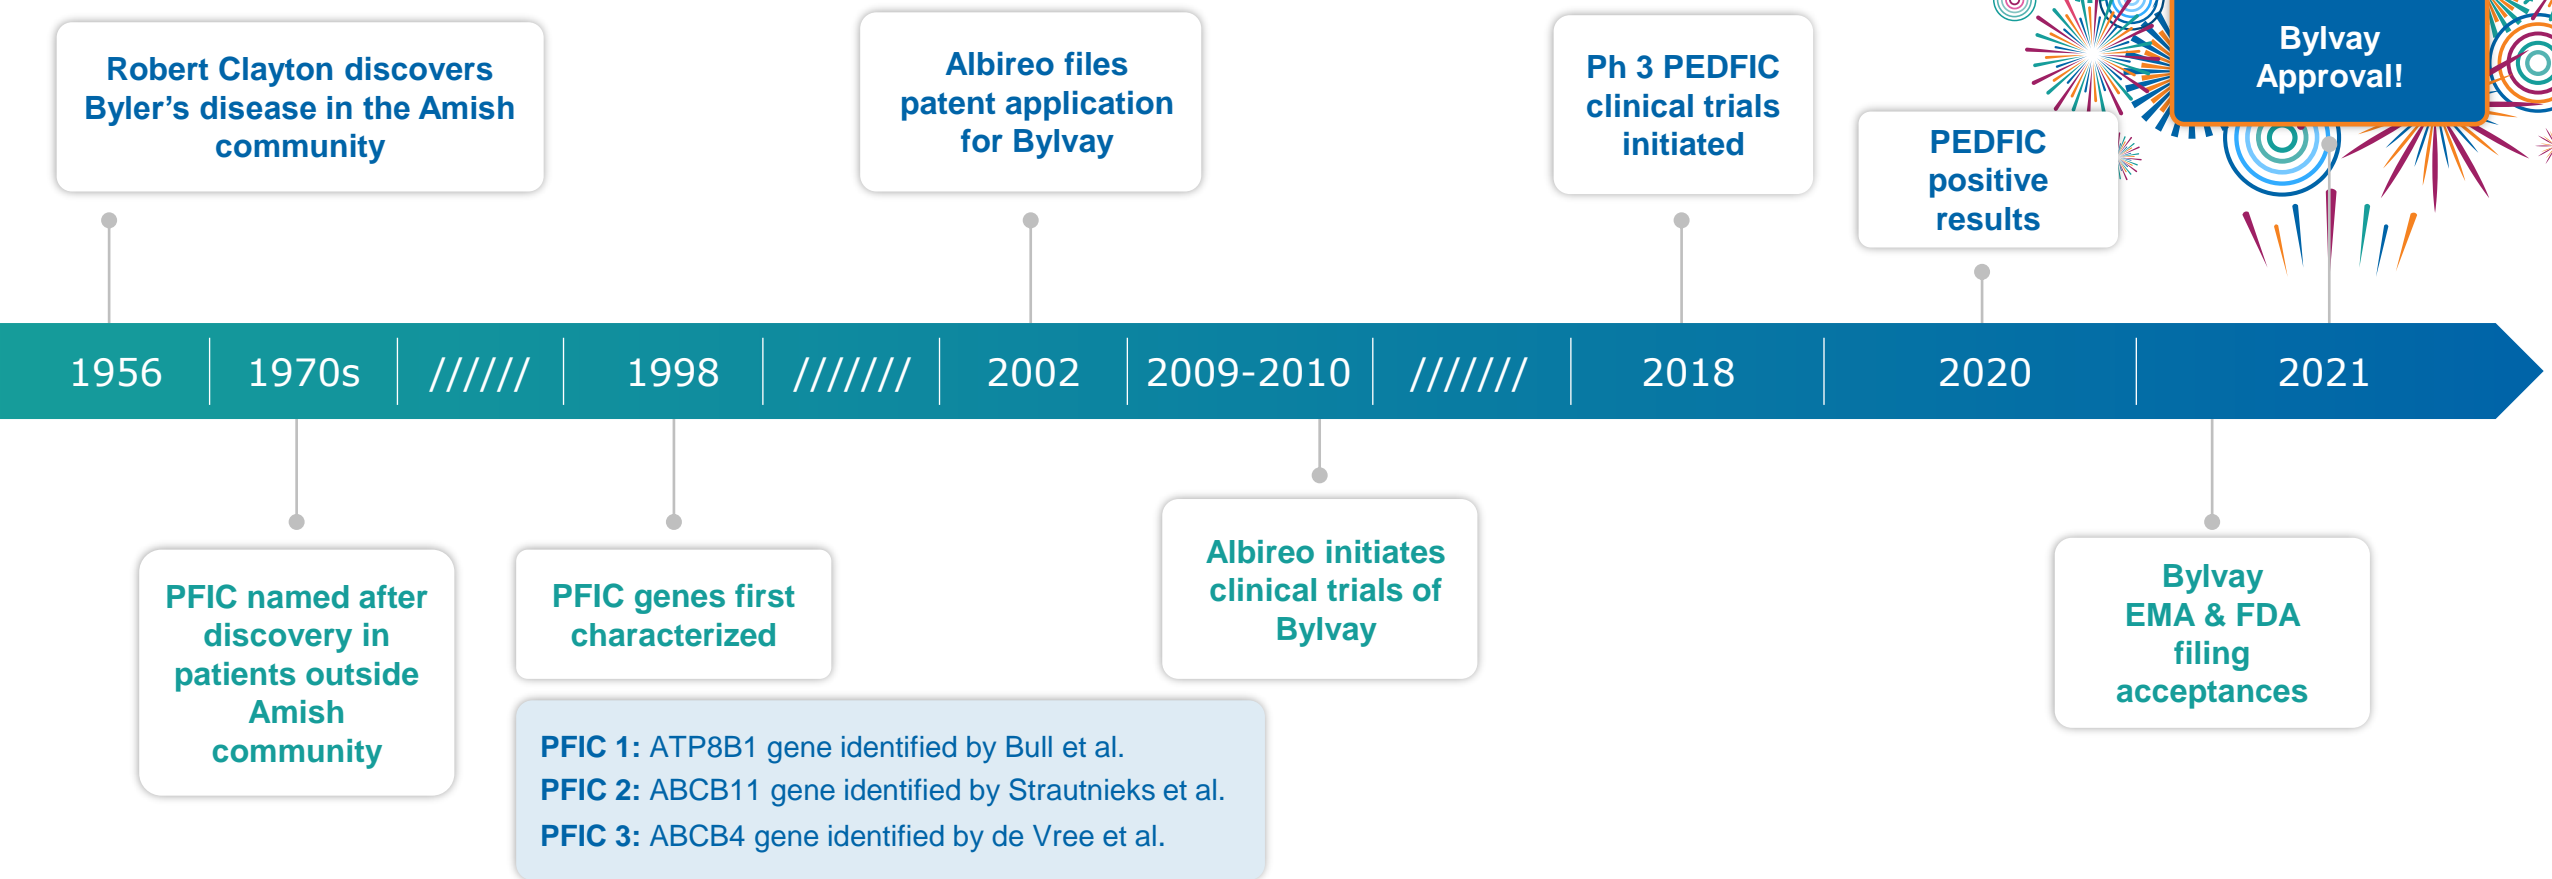 Robert Clayton discovers
Byler's disease in the Amish
community
Albireo files
patent application
for Bylvay
Ph 3 PEDFIC
clinical trials
initiated
PEDFIC
positive
results
Bylvay
Approval!
1956
1970s
//////
1998
///////
2002
2009-2010
///////
2018
2020
2021
PFIC named after
discovery in
patients outside
Amish
community
PFIC genes first
characterized
Albireo initiates
clinical trials of
Bylvay
Bylvay
EMA & FDA
filing
acceptances
PFIC 1: ATP8B1 gene identified by Bull et al.
PFIC 2: ABCB11 gene identified by Strautnieks et al.
PFIC 3: ABCB4 gene identified by de Vree et al.